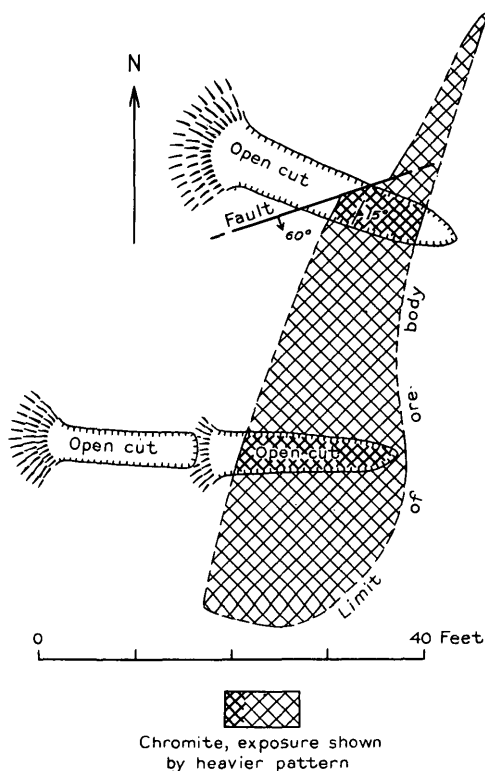 N
Open cut
Fault
60°
15°
body
ore
of
Limit
Open cut
Open cut
0
40 Feet
Chromite, exposure shown
by heavier pattern